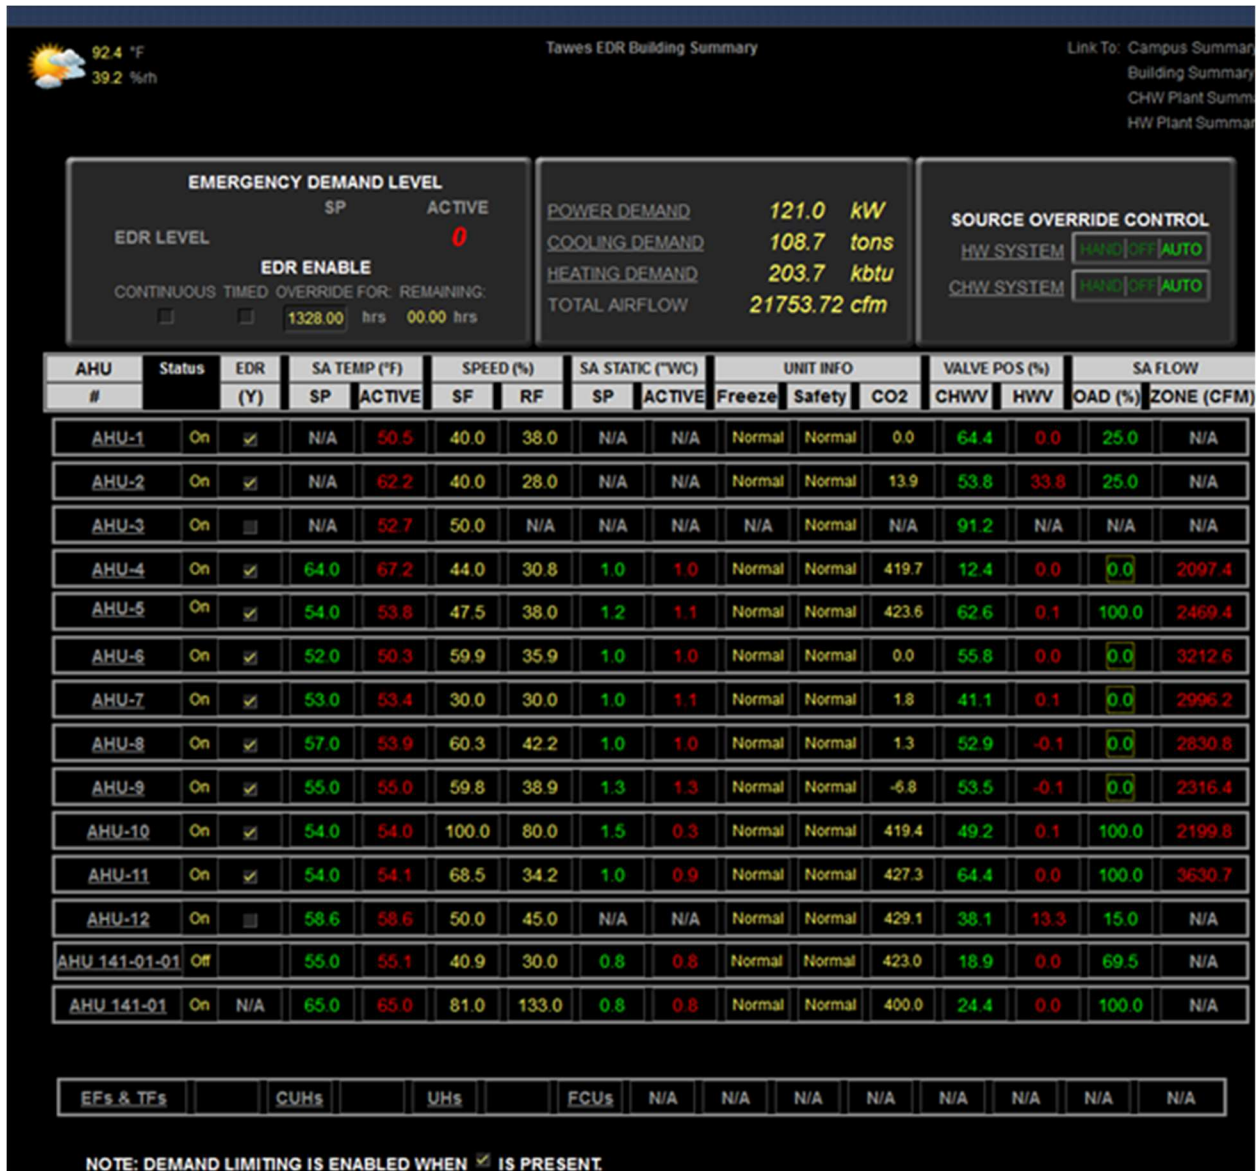 92.4 °F
39.2 %rh
Tawes EDR Building Summary
Link To: Campus Summar
Building Summary
CHW Plant Summ
HW Plant Summar
EMERGENCY DEMAND LEVEL
SP ACTIVE
EDR LEVEL 0
EDR ENABLE
CONTINUOUS TIMED OVERRIDE FOR: REMAINING:
1328.00 hrs 00.00 hrs
POWER DEMAND 121.0 kW
COOLING DEMAND 108.7 tons
HEATING DEMAND 203.7 kbtu
TOTAL AIRFLOW 21753.72 cfm
SOURCE OVERRIDE CONTROL
HW SYSTEM HAND OFF AUTO
CHW SYSTEM HAND OFF AUTO
AHU Status EDR SA TEMP (°F) SPEED (%) SA STATIC ("WC) UNIT INFO VALVE POS (%) SA FLOW
# (Y) SP ACTIVE SF RF SP ACTIVE Freeze Safety CO2 CHWV HWV OAD (%) ZONE (CFM)
AHU-1 On N/A 50.5 40.0 38.0 N/A N/A Normal Normal 0.0 64.4 0.0 25.0 N/A
AHU-2 On N/A 62.2 40.0 28.0 N/A N/A Normal Normal 13.9 53.8 33.8 25.0 N/A
AHU-3 On N/A 52.7 50.0 N/A N/A N/A N/A Normal N/A 91.2 N/A N/A N/A
AHU-4 On 64.0 67.2 44.0 30.8 1.0 1.0 Normal Normal 419.7 12.4 0.0 0.0 2097.4
AHU-5 On 54.0 53.8 47.5 38.0 1.2 1.1 Normal Normal 423.6 62.6 0.1 100.0 2469.4
AHU-6 On 52.0 50.3 59.9 35.9 1.0 1.0 Normal Normal 0.0 55.8 0.0 0.0 3212.6
AHU-7 On 53.0 53.4 30.0 30.0 1.0 1.1 Normal Normal 1.8 41.1 0.1 0.0 2996.2
AHU-8 On 57.0 53.9 60.3 42.2 1.0 1.0 Normal Normal 1.3 52.9 -0.1 0.0 2830.8
AHU-9 On 55.0 55.0 59.8 38.9 1.3 1.3 Normal Normal -6.8 53.5 -0.1 0.0 2316.4
AHU-10 On 54.0 54.0 100.0 80.0 1.5 0.3 Normal Normal 419.4 49.2 0.1 100.0 2199.8
AHU-11 On 54.0 54.1 68.5 34.2 1.0 0.9 Normal Normal 427.3 64.4 0.0 100.0 3630.7
AHU-12 On 58.6 58.6 50.0 45.0 N/A N/A Normal Normal 429.1 38.1 13.3 15.0 N/A
AHU 141-01-01 Off 55.0 55.1 40.9 30.0 0.8 0.8 Normal Normal 423.0 18.9 0.0 69.5 N/A
AHU 141-01 On N/A 65.0 65.0 81.0 133.0 0.8 0.8 Normal Normal 400.0 24.4 0.0 100.0 N/A
EFs & TFs CUHs UHs FCUs N/A N/A N/A N/A N/A N/A N/A N/A
NOTE: DEMAND LIMITING IS ENABLED WHEN ✓ IS PRESENT.